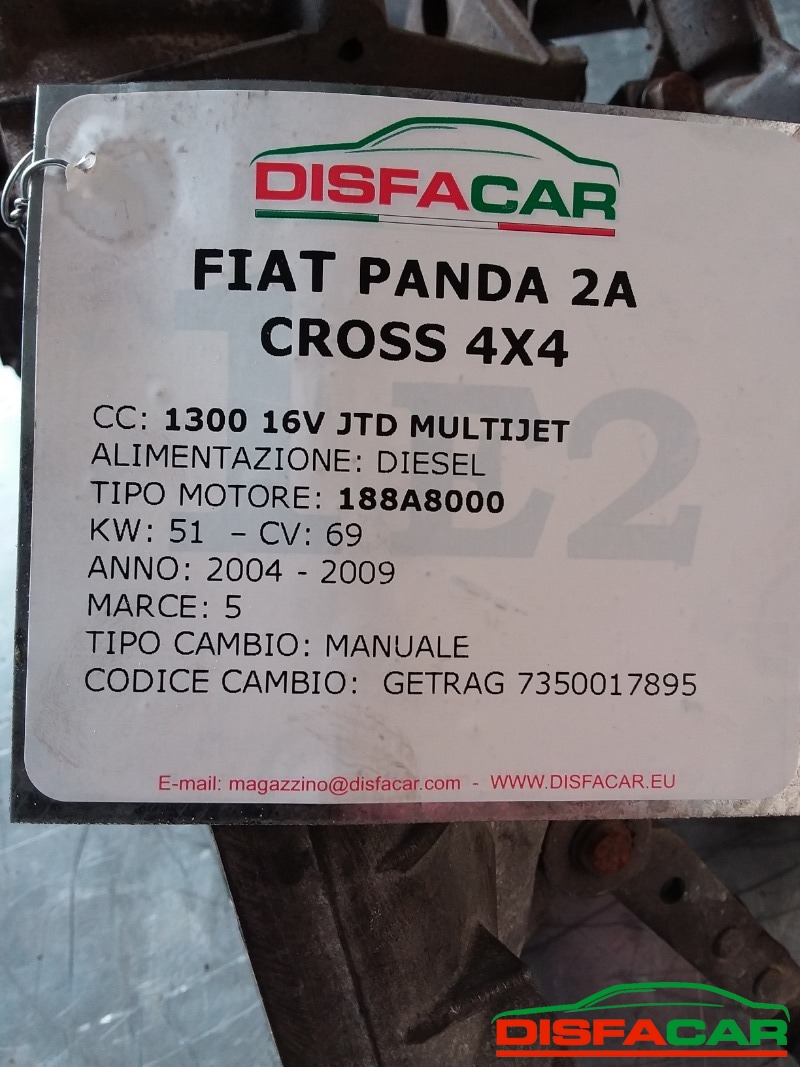 DISFACAR
FIAT PANDA 2A
CROSS 4X4
CC: 1300 16V JTD MULTIJET
ALIMENTAZIONE: DIESEL
TIPO MOTORE: 188A8000
KW: 51 – CV: 69
ANNO: 2004 - 2009
MARCE: 5
TIPO CAMBIO: MANUALE
CODICE CAMBIO: GETRAG 7350017895
E-mail: magazzino@disfacar.com - WWW.DISFACAR.EU
DISFACAR